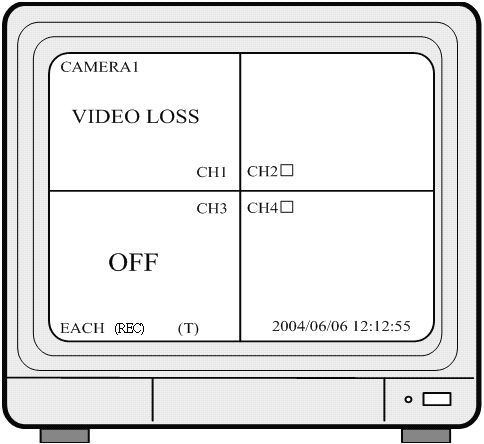 CAMERA1
VIDEO LOSS
CH1 CH2□
CH3 CH4□
OFF
EACH (REC) (T) 2004/06/06 12:12:55